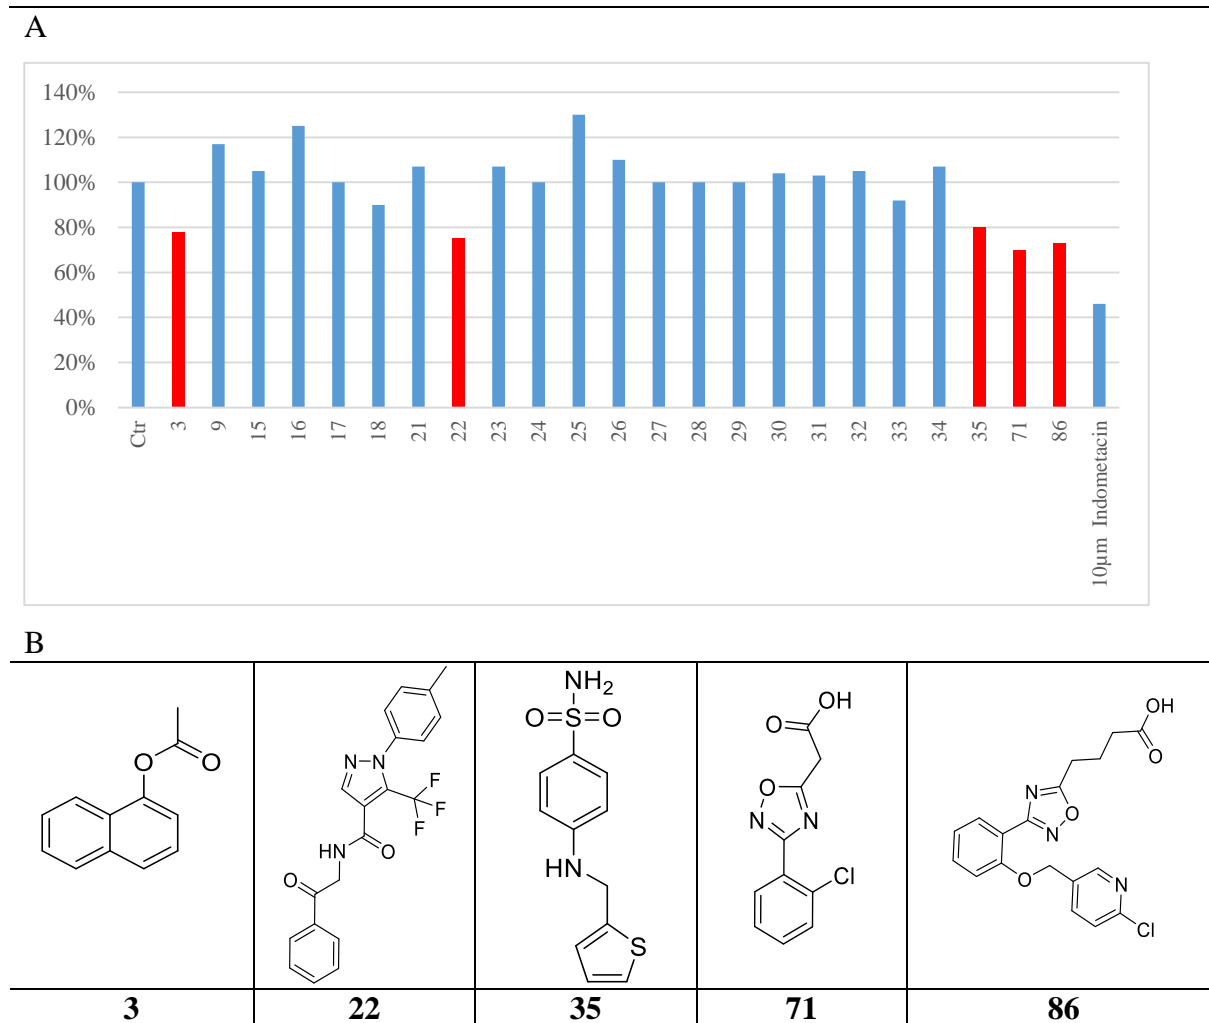 A
140%
120%
100%
80%
60%
40%
20%
0%
Ctr
3
9
15
16
17
18
21
22
23
24
25
26
27
28
29
30
31
32
33
34
35
71
86
10µm Indometacin
B
O
O
N
N
F
F
F
HN
O
O
NH2
O=S=O
HN
S
OH
O
O
N
N
Cl
OH
O
N
O
N
O
N
Cl
3 22 35 71 86